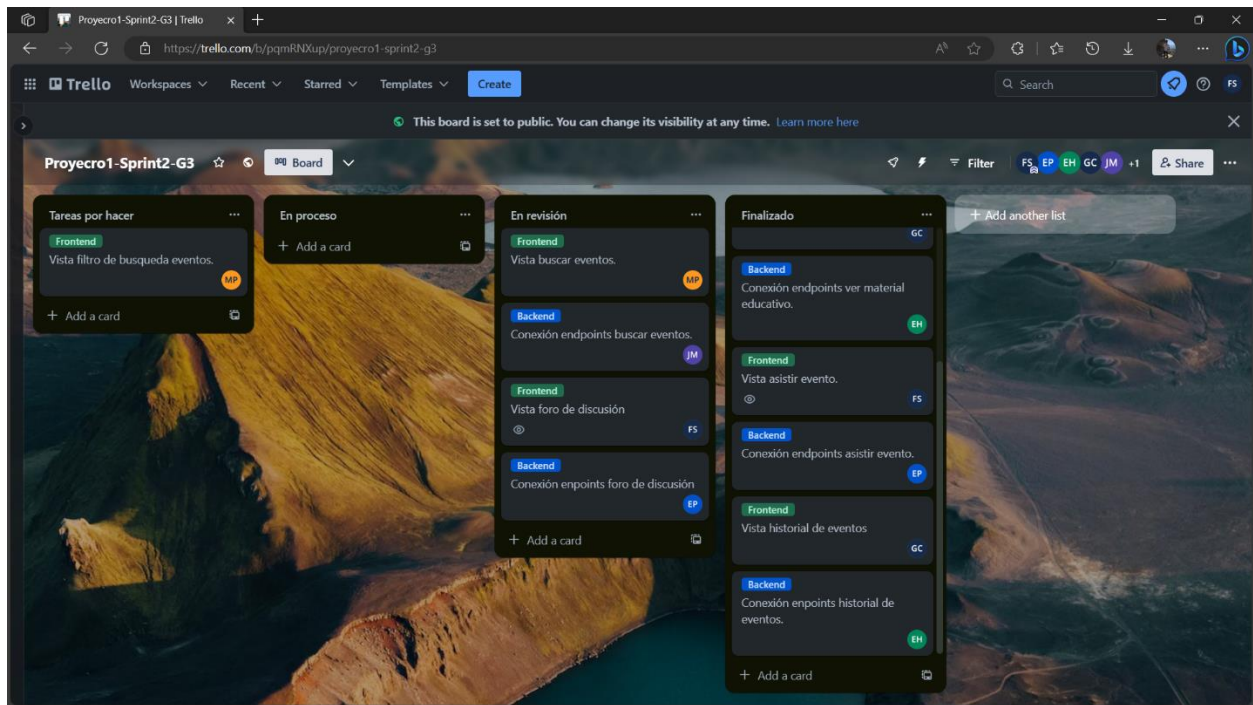 Proyecro1-Sprint2-G3 | Trello
https://trello.com/b/pqmRNXup/proyecro1-sprint2-g3
Trello Workspaces Recent Starred Templates Create Search FS
This board is set to public. You can change its visibility at any time. Learn more here
Proyecro1-Sprint2-G3 Board Filter FS EP EH GC JM +1 Share
Tareas por hacer
Frontend
Vista filtro de busqueda eventos.
MP
+ Add a card
En proceso
+ Add a card
En revisión
Frontend
Vista buscar eventos.
MP
Backend
Conexión endpoints buscar eventos.
JM
Frontend
Vista foro de discusión
FS
Backend
Conexión enpoints foro de discusión
EP
+ Add a card
Finalizado
GC
Backend
Conexión endpoints ver material
educativo.
EH
Frontend
Vista asistir evento.
FS
Backend
Conexión endpoints asistir evento.
EP
Frontend
Vista historial de eventos
GC
Backend
Conexión enpoints historial de
eventos.
EH
+ Add a card
+ Add another list